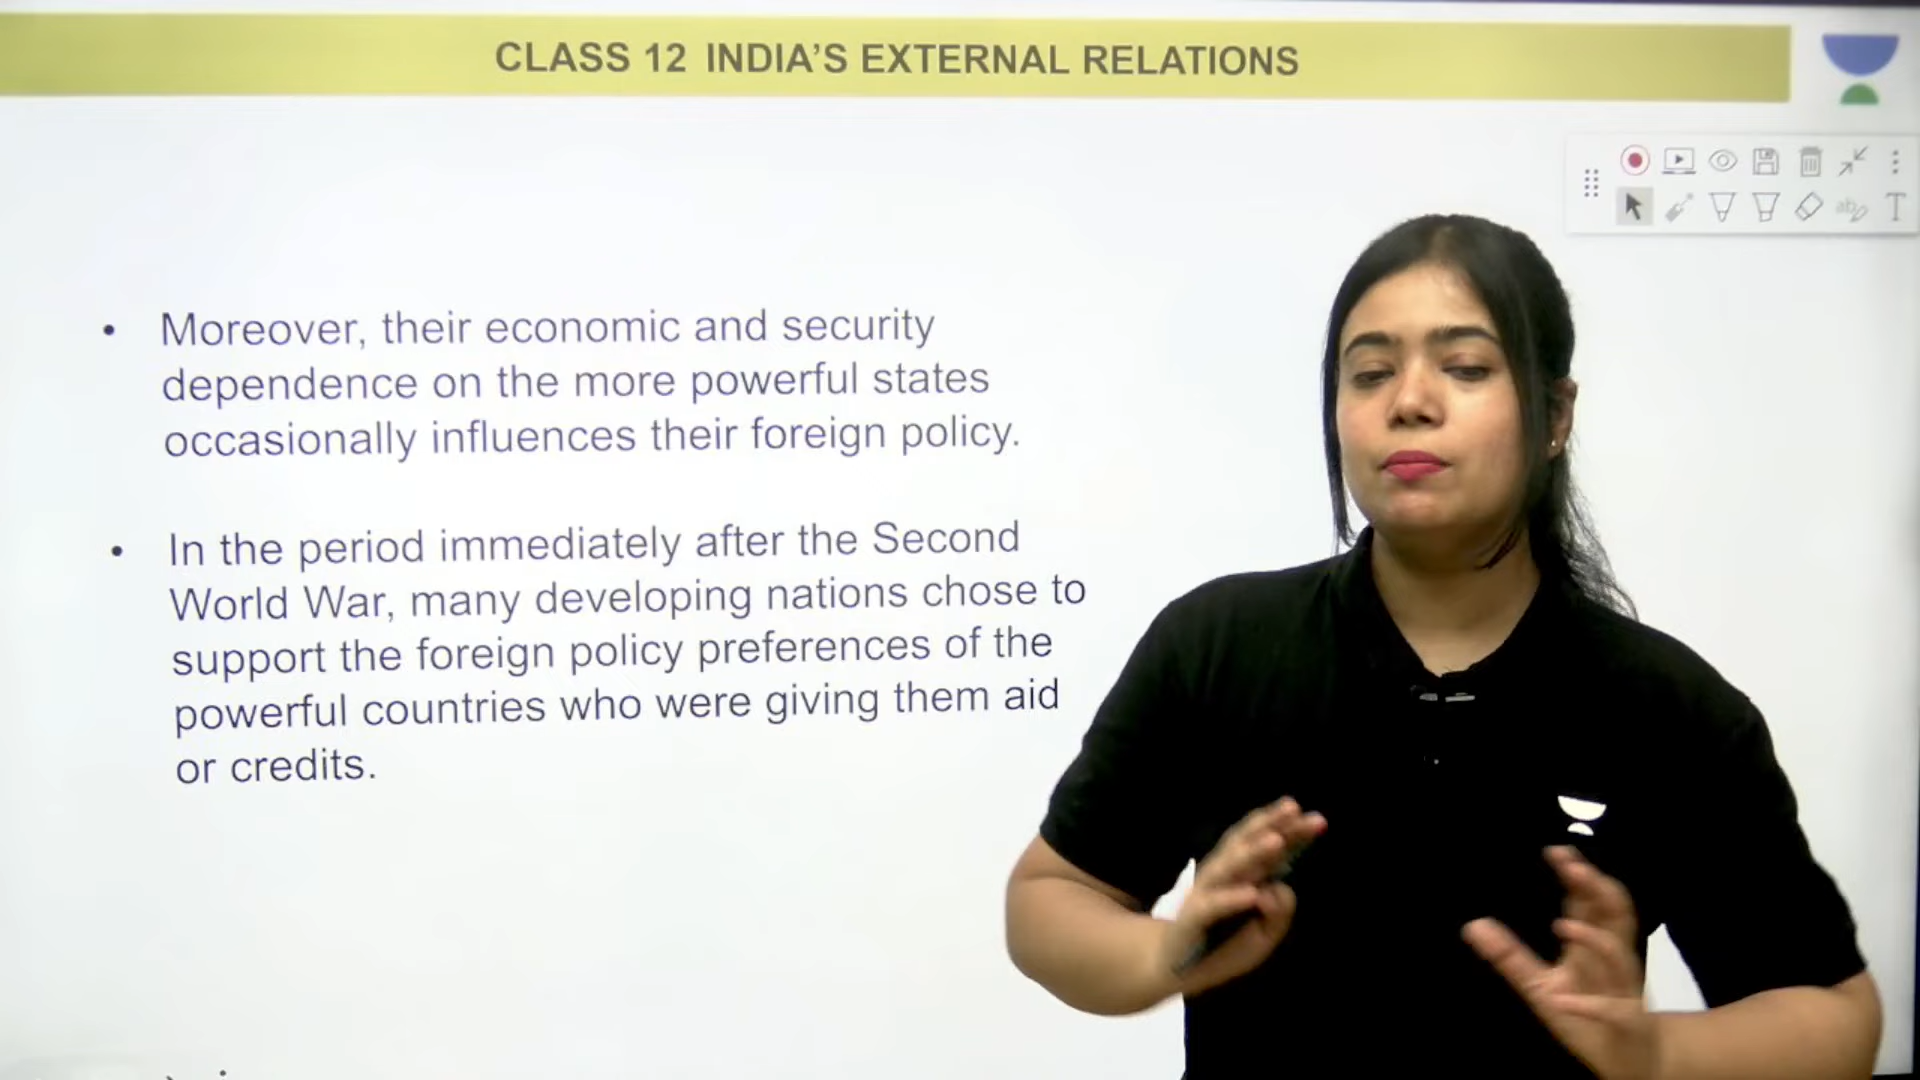 CLASS 12 INDIA'S EXTERNAL RELATIONS
• Moreover, their economic and security
dependence on the more powerful states
occasionally influences their foreign policy.
• In the period immediately after the Second
World War, many developing nations chose to
support the foreign policy preferences of the
powerful countries who were giving them aid
or credits.
ab
T